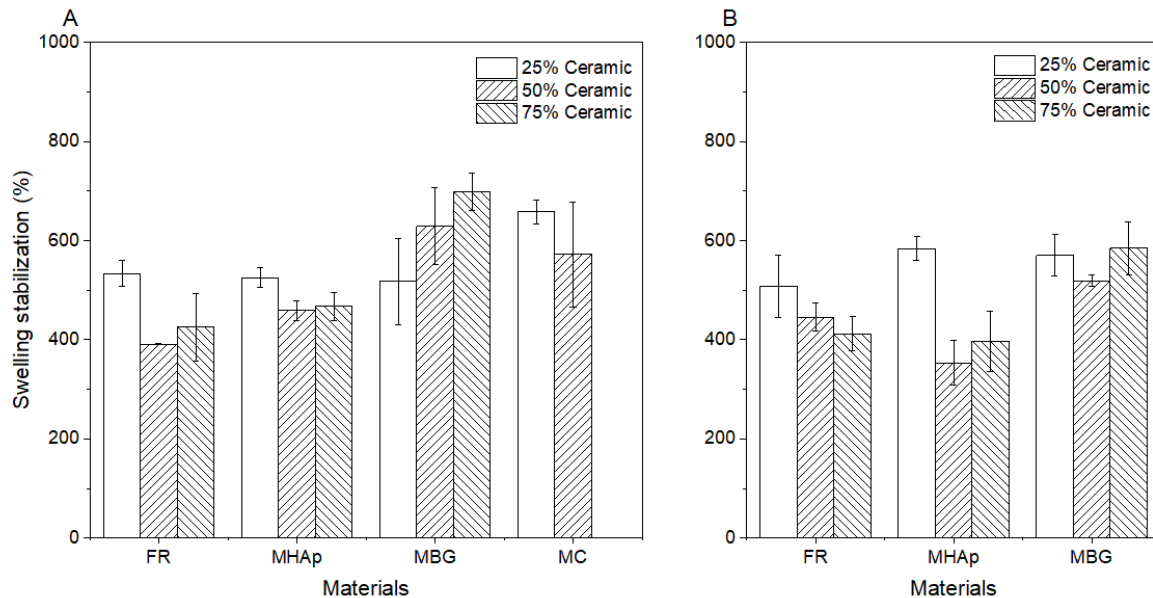 A
1000
800
600
400
200
0
Swelling stabilization (%)
25% Ceramic
50% Ceramic
75% Ceramic
FR MHAp MBG MC
Materials
B
1000
800
600
400
200
0
25% Ceramic
50% Ceramic
75% Ceramic
FR MHAp MBG
Materials